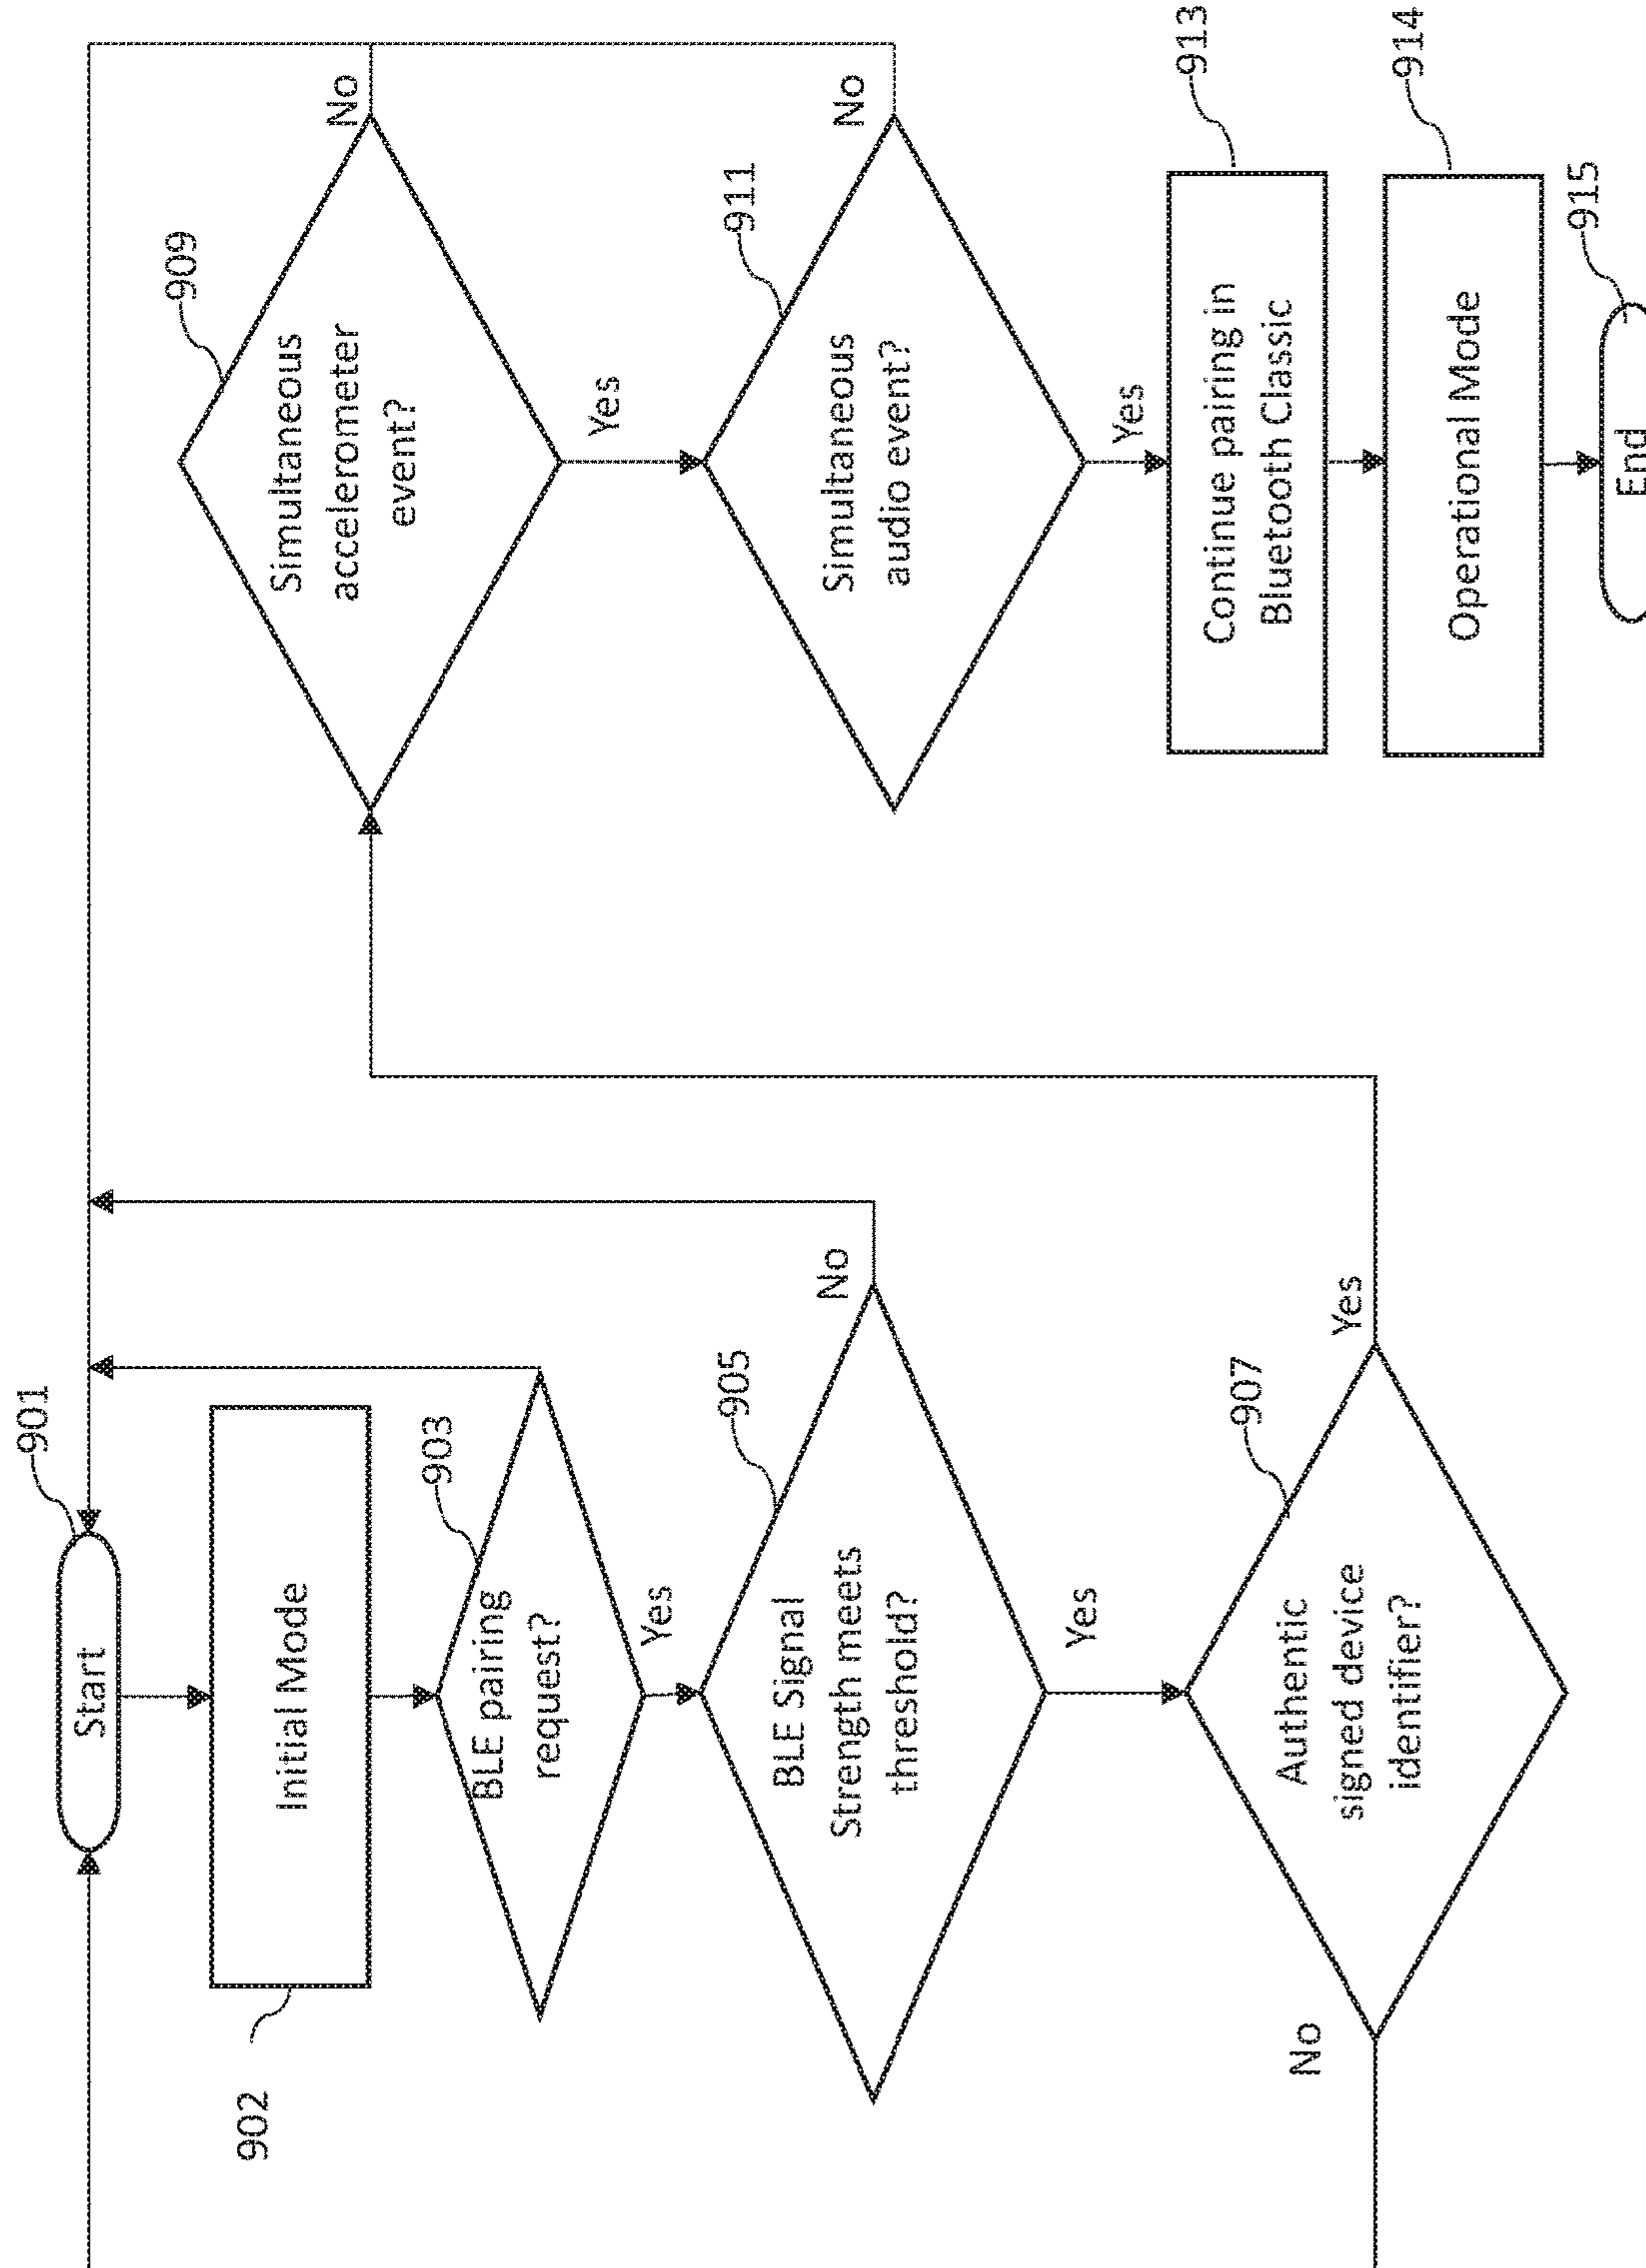 901
Start
902
Initial Mode
903
BLE pairing
request?
Yes
905
BLE Signal
Strength meets
threshold?
No
Yes
907
Authentic
signed device
identifier?
No
Yes
909
Simultaneous
accelerometer
event?
No
Yes
911
Simultaneous
audio event?
No
Yes
913
Continue pairing in
Bluetooth Classic
914
Operational Mode
915
End